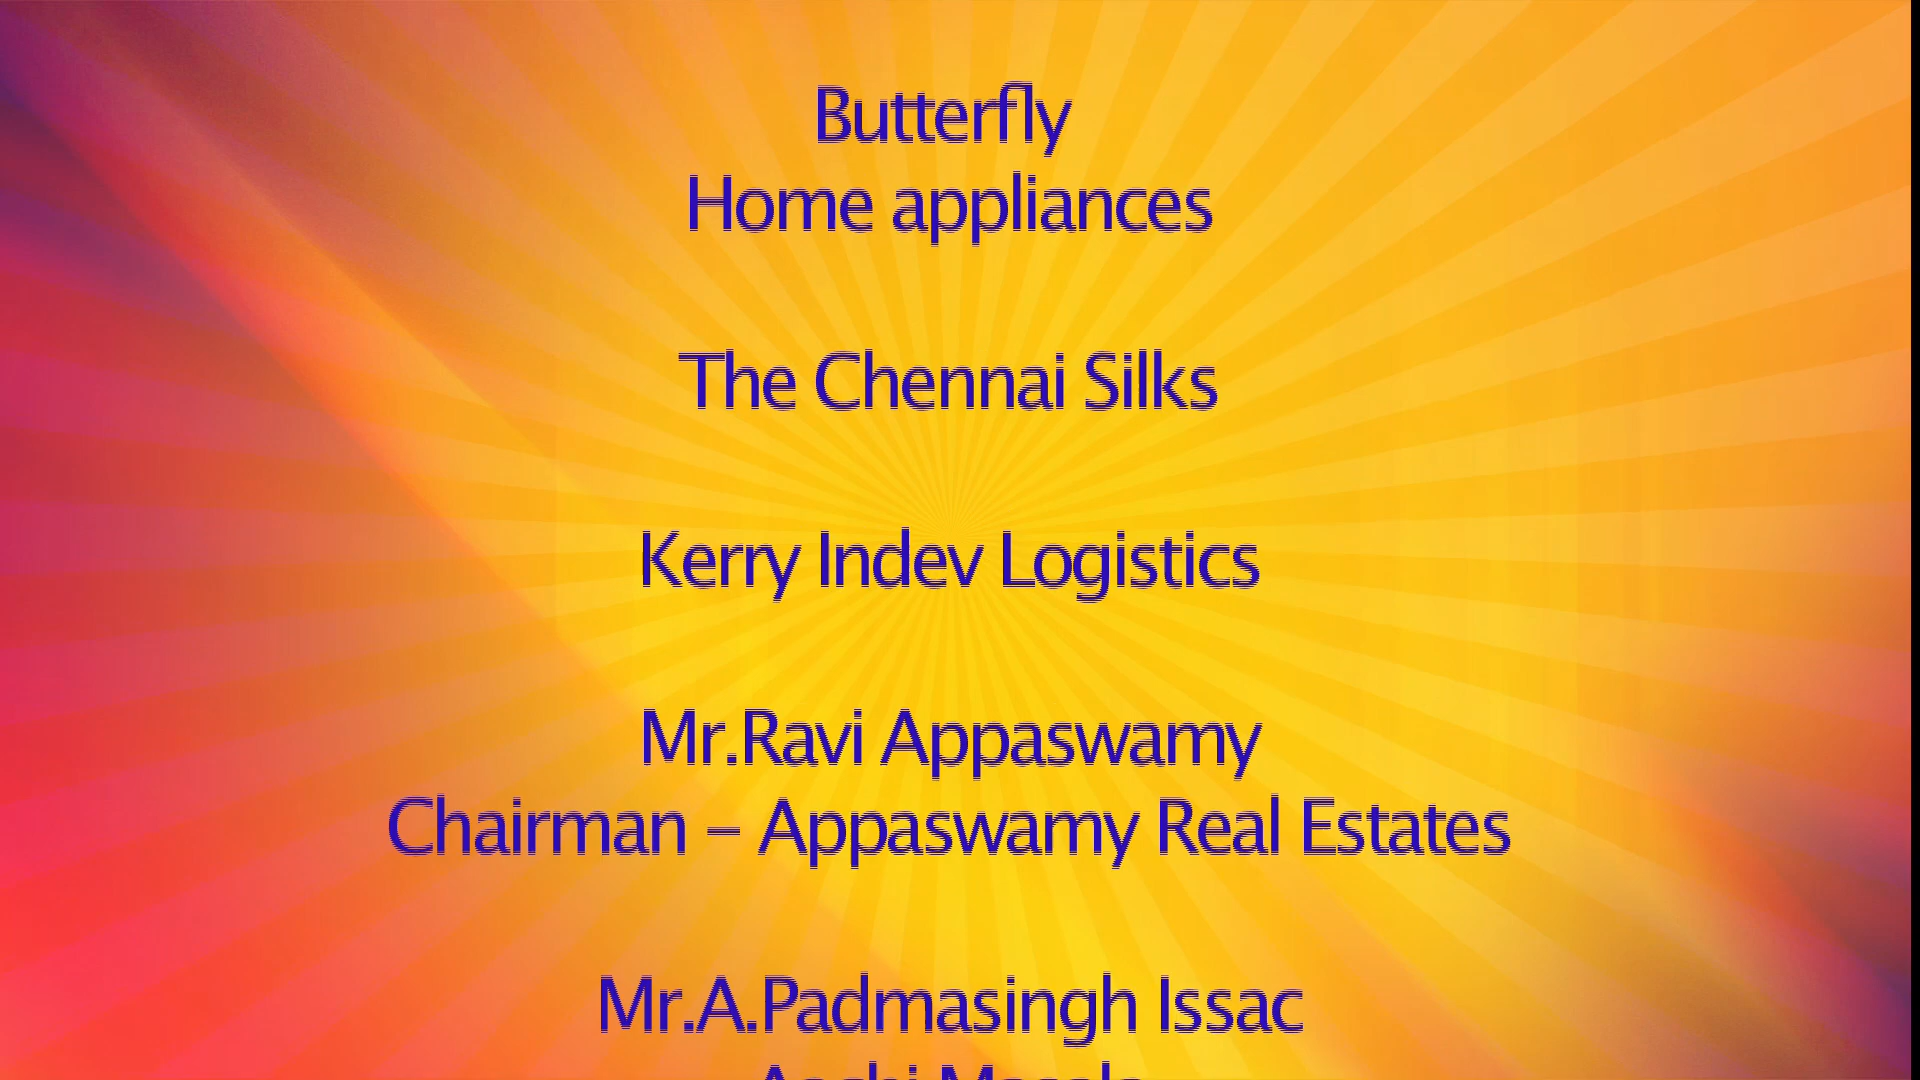 Butterfly
Home appliances
The Chennai Silks
Kerry Indev Logistics
Mr.Ravi Appaswamy
Chairman – Appaswamy Real Estates
Mr.A.Padmasingh Issac